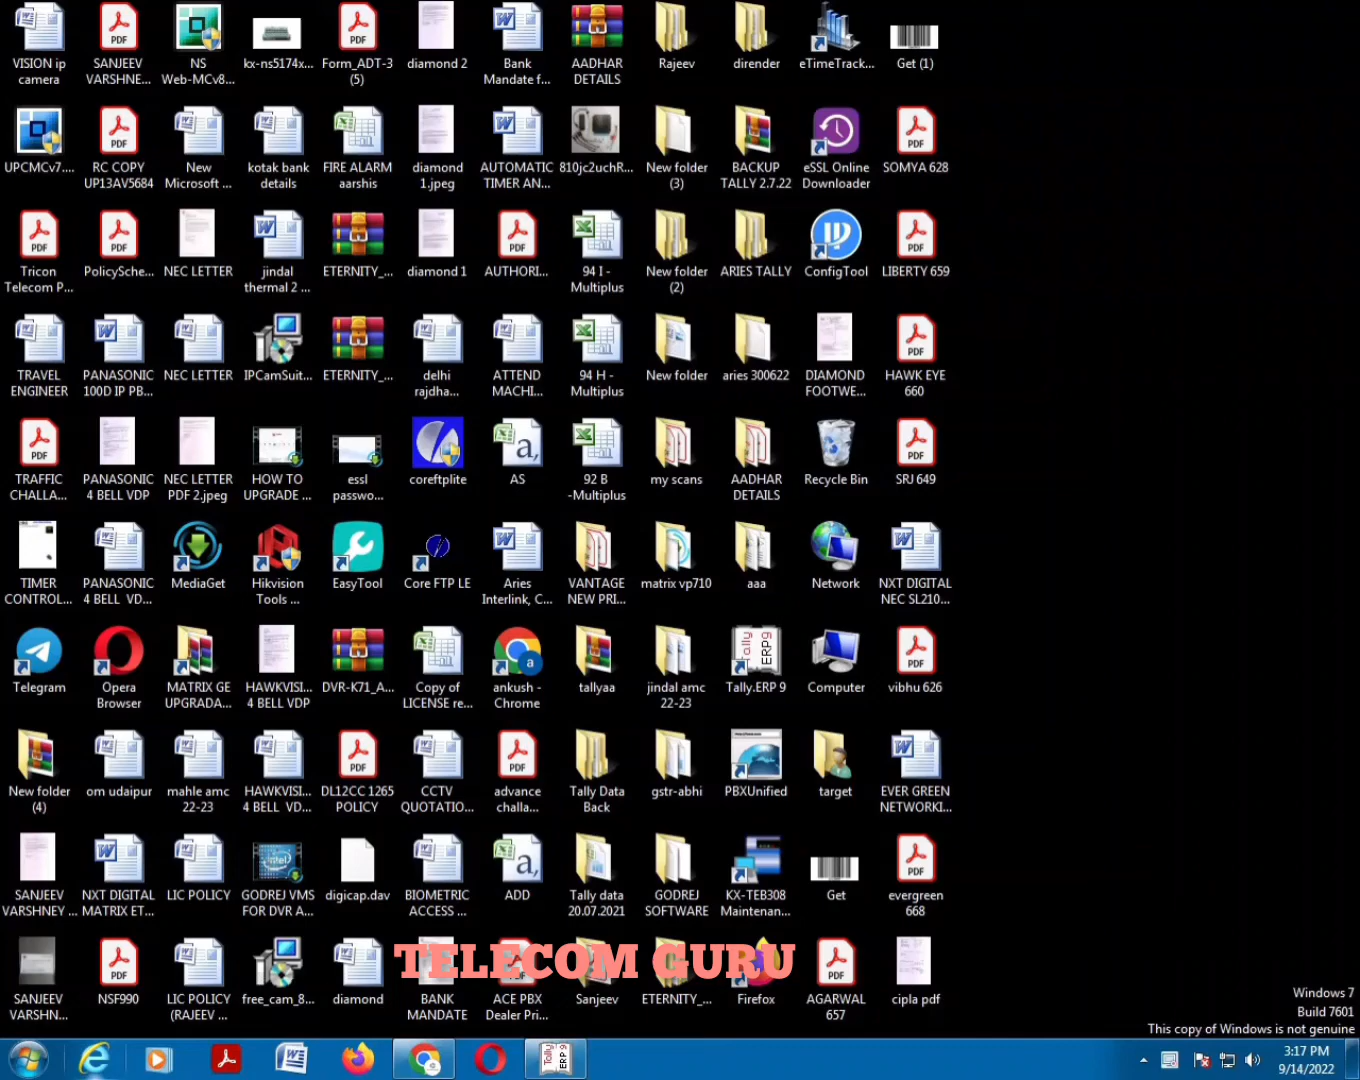 VISION ip
camera
SANJEEV
VARSHNE...
NS
Web-MCv8...
kx-ns5174x...
Form_ADT-3
(5)
diamond 2
Bank
Mandate f...
AADHAR
DETAILS
Rajeev
dirender
eTimeTrack...
Get (1)
UPCMCv7....
RC COPY
UP13AV5684
New
Microsoft ...
kotak bank
details
FIRE ALARM
aarshis
diamond
1.jpeg
AUTOMATIC
TIMER AN...
810jc2uchR...
New folder
(3)
BACKUP
TALLY 2.7.22
eSSL Online
Downloader
SOMYA 628
Tricon
Telecom P...
PolicySche...
NEC LETTER
jindal
thermal 2 ...
ETERNITY_...
diamond 1
AUTHORI...
94 I -
Multiplus
New folder
(2)
ARIES TALLY
ConfigTool
LIBERTY 659
TRAVEL
ENGINEER
PANASONIC
100D IP PB...
NEC LETTER
IPCamSuit...
ETERNITY_...
delhi
rajdha...
ATTEND
MACHI...
94 H -
Multiplus
New folder
aries 300622
DIAMOND
FOOTWE...
HAWK EYE
660
TRAFFIC
CHALLA...
PANASONIC
4 BELL VDP
NEC LETTER
PDF 2.jpeg
HOW TO
UPGRADE ...
essl
passwo...
coreftplite
AS
92 B
-Multiplus
my scans
AADHAR
DETAILS
Recycle Bin
SRJ 649
TIMER
CONTROL...
PANASONIC
4 BELL VD...
MediaGet
Hikvision
Tools ...
EasyTool
Core FTP LE
Aries
Interlink, C...
VANTAGE
NEW PRI...
matrix vp710
aaa
Network
NXT DIGITAL
NEC SL210...
Telegram
Opera
Browser
MATRIX GE
UPGRADA...
HAWKVISI...
4 BELL VDP
DVR-K71_A...
Copy of
LICENSE re...
ankush -
Chrome
tallyaa
jindal amc
22-23
Tally.ERP 9
Computer
vibhu 626
New folder
(4)
om udaipur
mahle amc
22-23
HAWKVISI...
4 BELL VD...
DL12CC 1265
POLICY
CCTV
QUOTATIO...
advance
challa...
Tally Data
Back
gstr-abhi
PBXUnified
target
EVER GREEN
NETWORKI...
SANJEEV
VARSHNEY ...
NXT DIGITAL
MATRIX ET...
LIC POLICY
GODREJ VMS
FOR DVR A...
digicap.dav
BIOMETRIC
ACCESS ...
ADD
Tally data
20.07.2021
GODREJ
SOFTWARE
KX-TEB308
Maintenan...
Get
evergreen
668
TELECOM GURU
SANJEEV
VARSHN...
NSF990
LIC POLICY
(RAJEEV ...
free_cam_8...
diamond
BANK
MANDATE
ACE PBX
Dealer Pri...
Sanjeev
ETERNITY_...
Firefox
AGARWAL
657
cipla pdf
Windows 7
Build 7601
This copy of Windows is not genuine
3:17 PM
9/14/2022